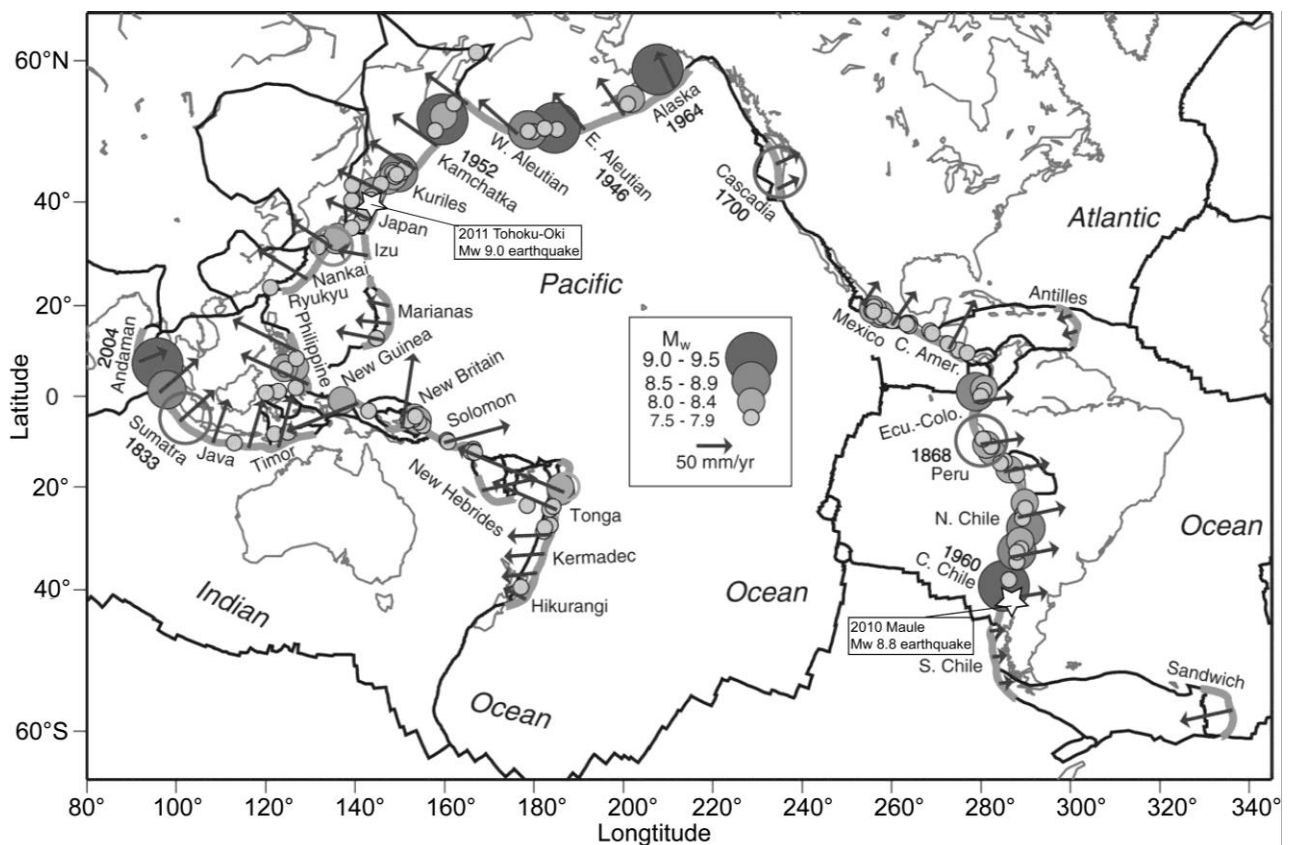 60°N
40°
20°
0
20°
40°
60°S
Latitude
80°
100°
120°
140°
160°
180°
200°
220°
240°
260°
280°
300°
320°
340°
Longtitude
Alaska
1964
W. Aleutian
E. Aleutian
1946
1952
Kamchatka
Kuriles
Japan
2011 Tohoku-Oki
Mw 9.0 earthquake
Izu
Nankai
Ryukyu
Marianas
Philippine
2004
Andaman
Sumatra
1833
Java
Timor
New Guinea
New Britain
Solomon
New Hebrides
Tonga
Kermadec
Hikurangi
Cascadia
1700
Atlantic
Pacific
Mw
9.0 - 9.5
8.5 - 8.9
8.0 - 8.4
7.5 - 7.9
50 mm/yr
Mexico
C. Amer.
Antilles
Ecu.-Colo.
1868
Peru
N. Chile
1960
C. Chile
2010 Maule
Mw 8.8 earthquake
S. Chile
Sandwich
Ocean
Ocean
Indian
Ocean